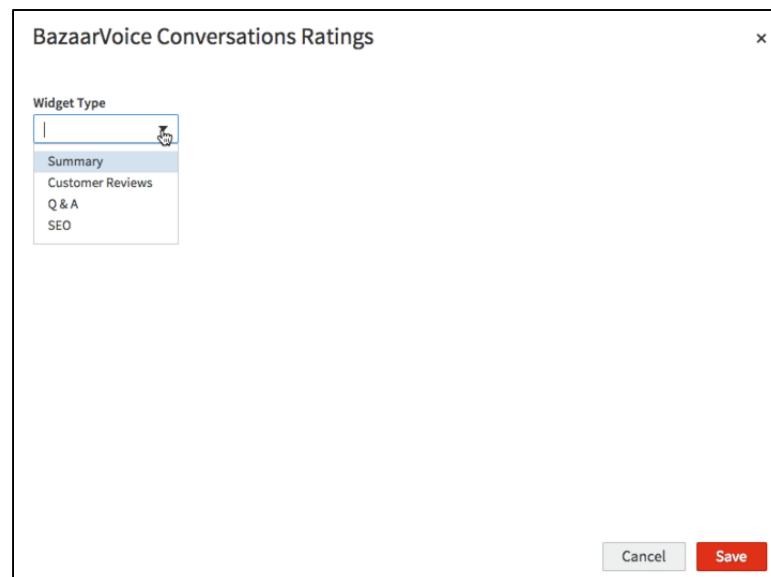 BazaarVoice Conversations Ratings
×
Widget Type
Summary
Customer Reviews
Q & A
SEO
Cancel Save